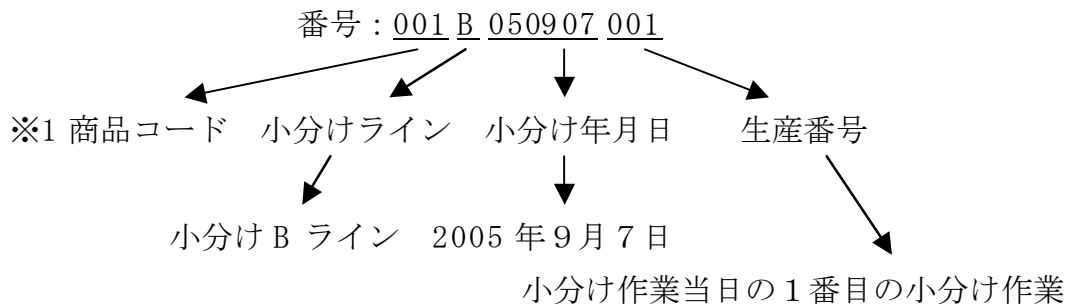 番号：001 B 050907 001
※1 商品コード 小分けライン 小分け年月日 生産番号
小分け B ライン 2005 年９月７日
小分け作業当日の１番目の小分け作業